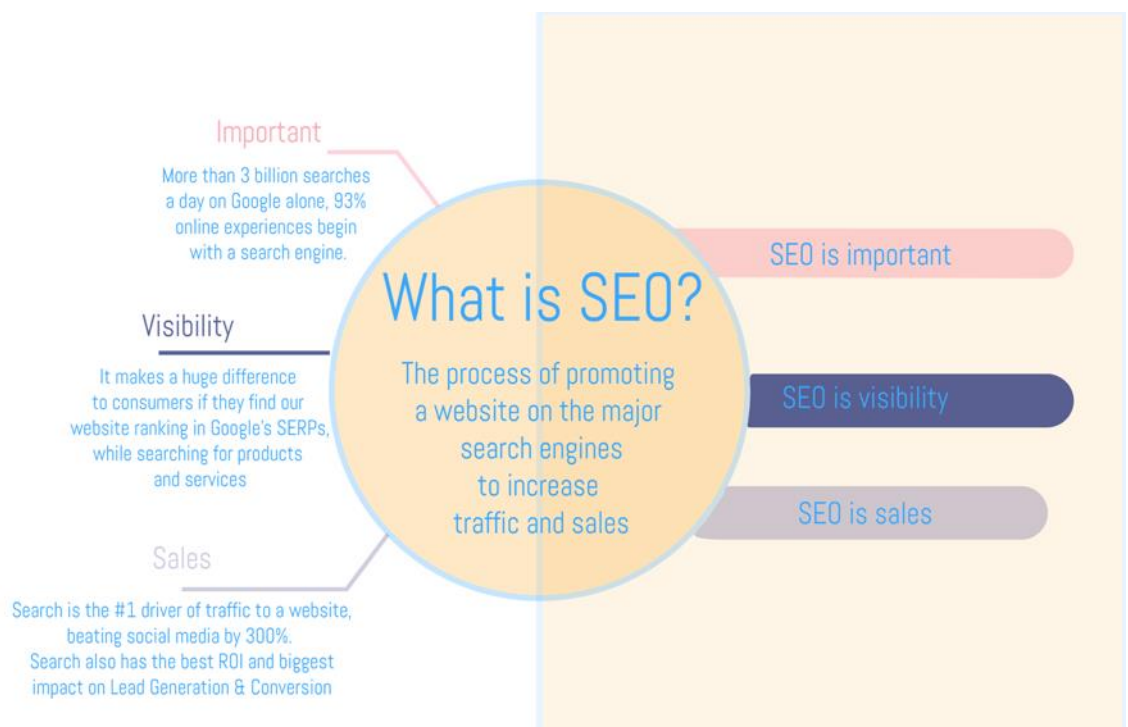 Important
More than 3 billion searches
a day on Google alone, 93%
online experiences begin
with a search engine.
Visibility
It makes a huge difference
to consumers if they find our
website ranking in Google's SERPs,
while searching for products
and services
Sales
Search is the #1 driver of traffic to a website,
beating social media by 300%.
Search also has the best ROI and biggest
impact on Lead Generation & Conversion
What is SEO?
The process of promoting
a website on the major
search engines
to increase
traffic and sales
SEO is important
SEO is visibility
SEO is sales